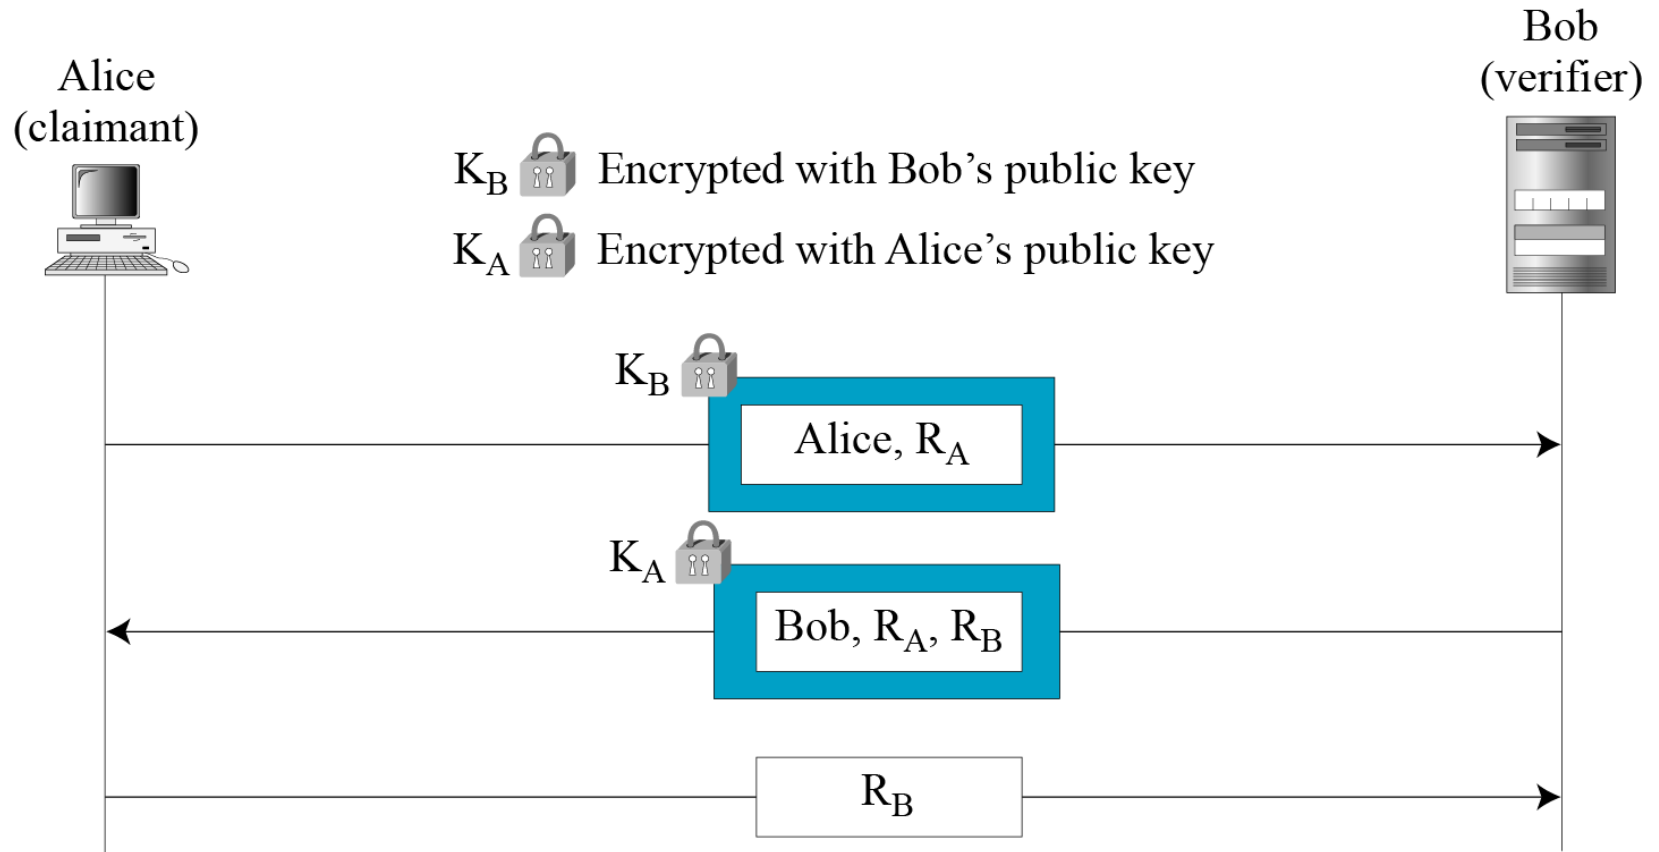 Alice
(claimant)
Bob
(verifier)
KB Encrypted with Bob’s public key
KA Encrypted with Alice’s public key
KB
Alice, RA
KA
Bob, RA, RB
RB